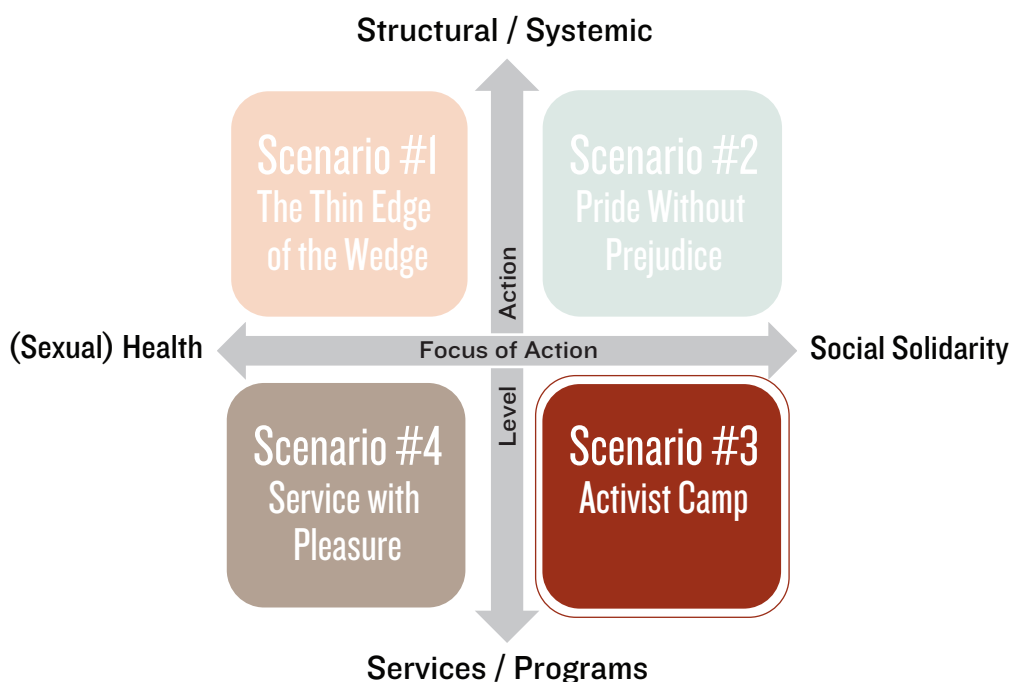 Structural / Systemic
Scenario #1
The Thin Edge
of the Wedge
Scenario #2
Pride Without
Prejudice
Action
(Sexual) Health
Focus of Action
Social Solidarity
Level
Scenario #4
Service with
Pleasure
Scenario #3
Activist Camp
Services / Programs